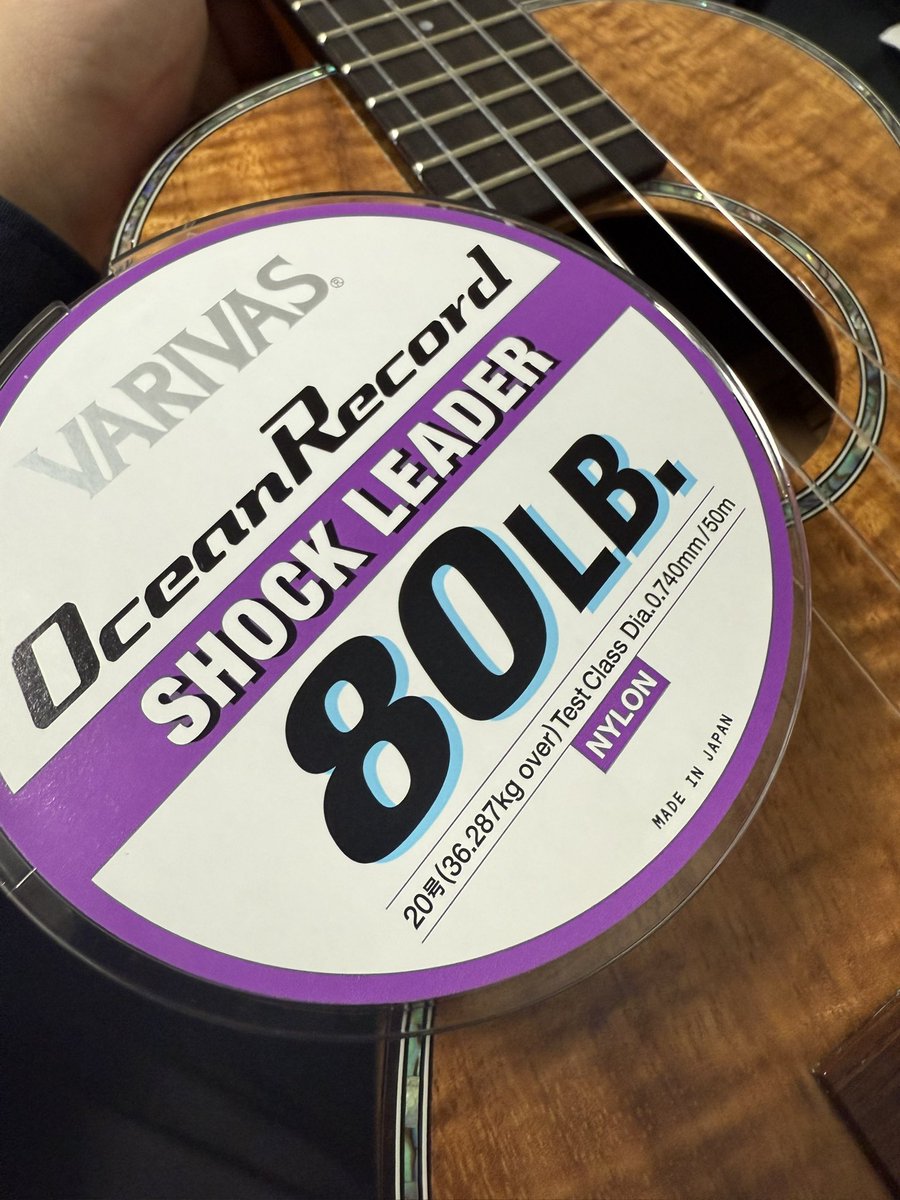 VARIVAS®
OceanRecord
SHOCK LEADER
80LB.
20号(36.287kg over)Test Class Dia.0.740mm/50m
NYLON
MADE IN JAPAN